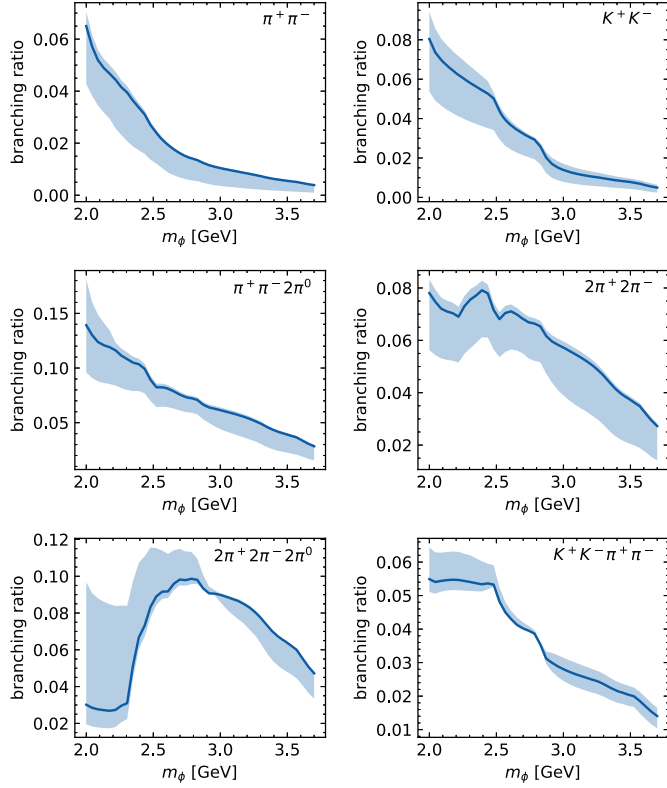 π⁺π⁻
branching ratio
0.06
0.04
0.02
0.00
2.0 2.5 3.0 3.5
m_ϕ [GeV]
K⁺K⁻
branching ratio
0.08
0.06
0.04
0.02
0.00
2.0 2.5 3.0 3.5
m_ϕ [GeV]
π⁺π⁻2π⁰
branching ratio
0.15
0.10
0.05
2.0 2.5 3.0 3.5
m_ϕ [GeV]
2π⁺2π⁻
branching ratio
0.08
0.06
0.04
0.02
2.0 2.5 3.0 3.5
m_ϕ [GeV]
2π⁺2π⁻2π⁰
branching ratio
0.12
0.10
0.08
0.06
0.04
0.02
2.0 2.5 3.0 3.5
m_ϕ [GeV]
K⁺K⁻π⁺π⁻
branching ratio
0.06
0.05
0.04
0.03
0.02
0.01
2.0 2.5 3.0 3.5
m_ϕ [GeV]